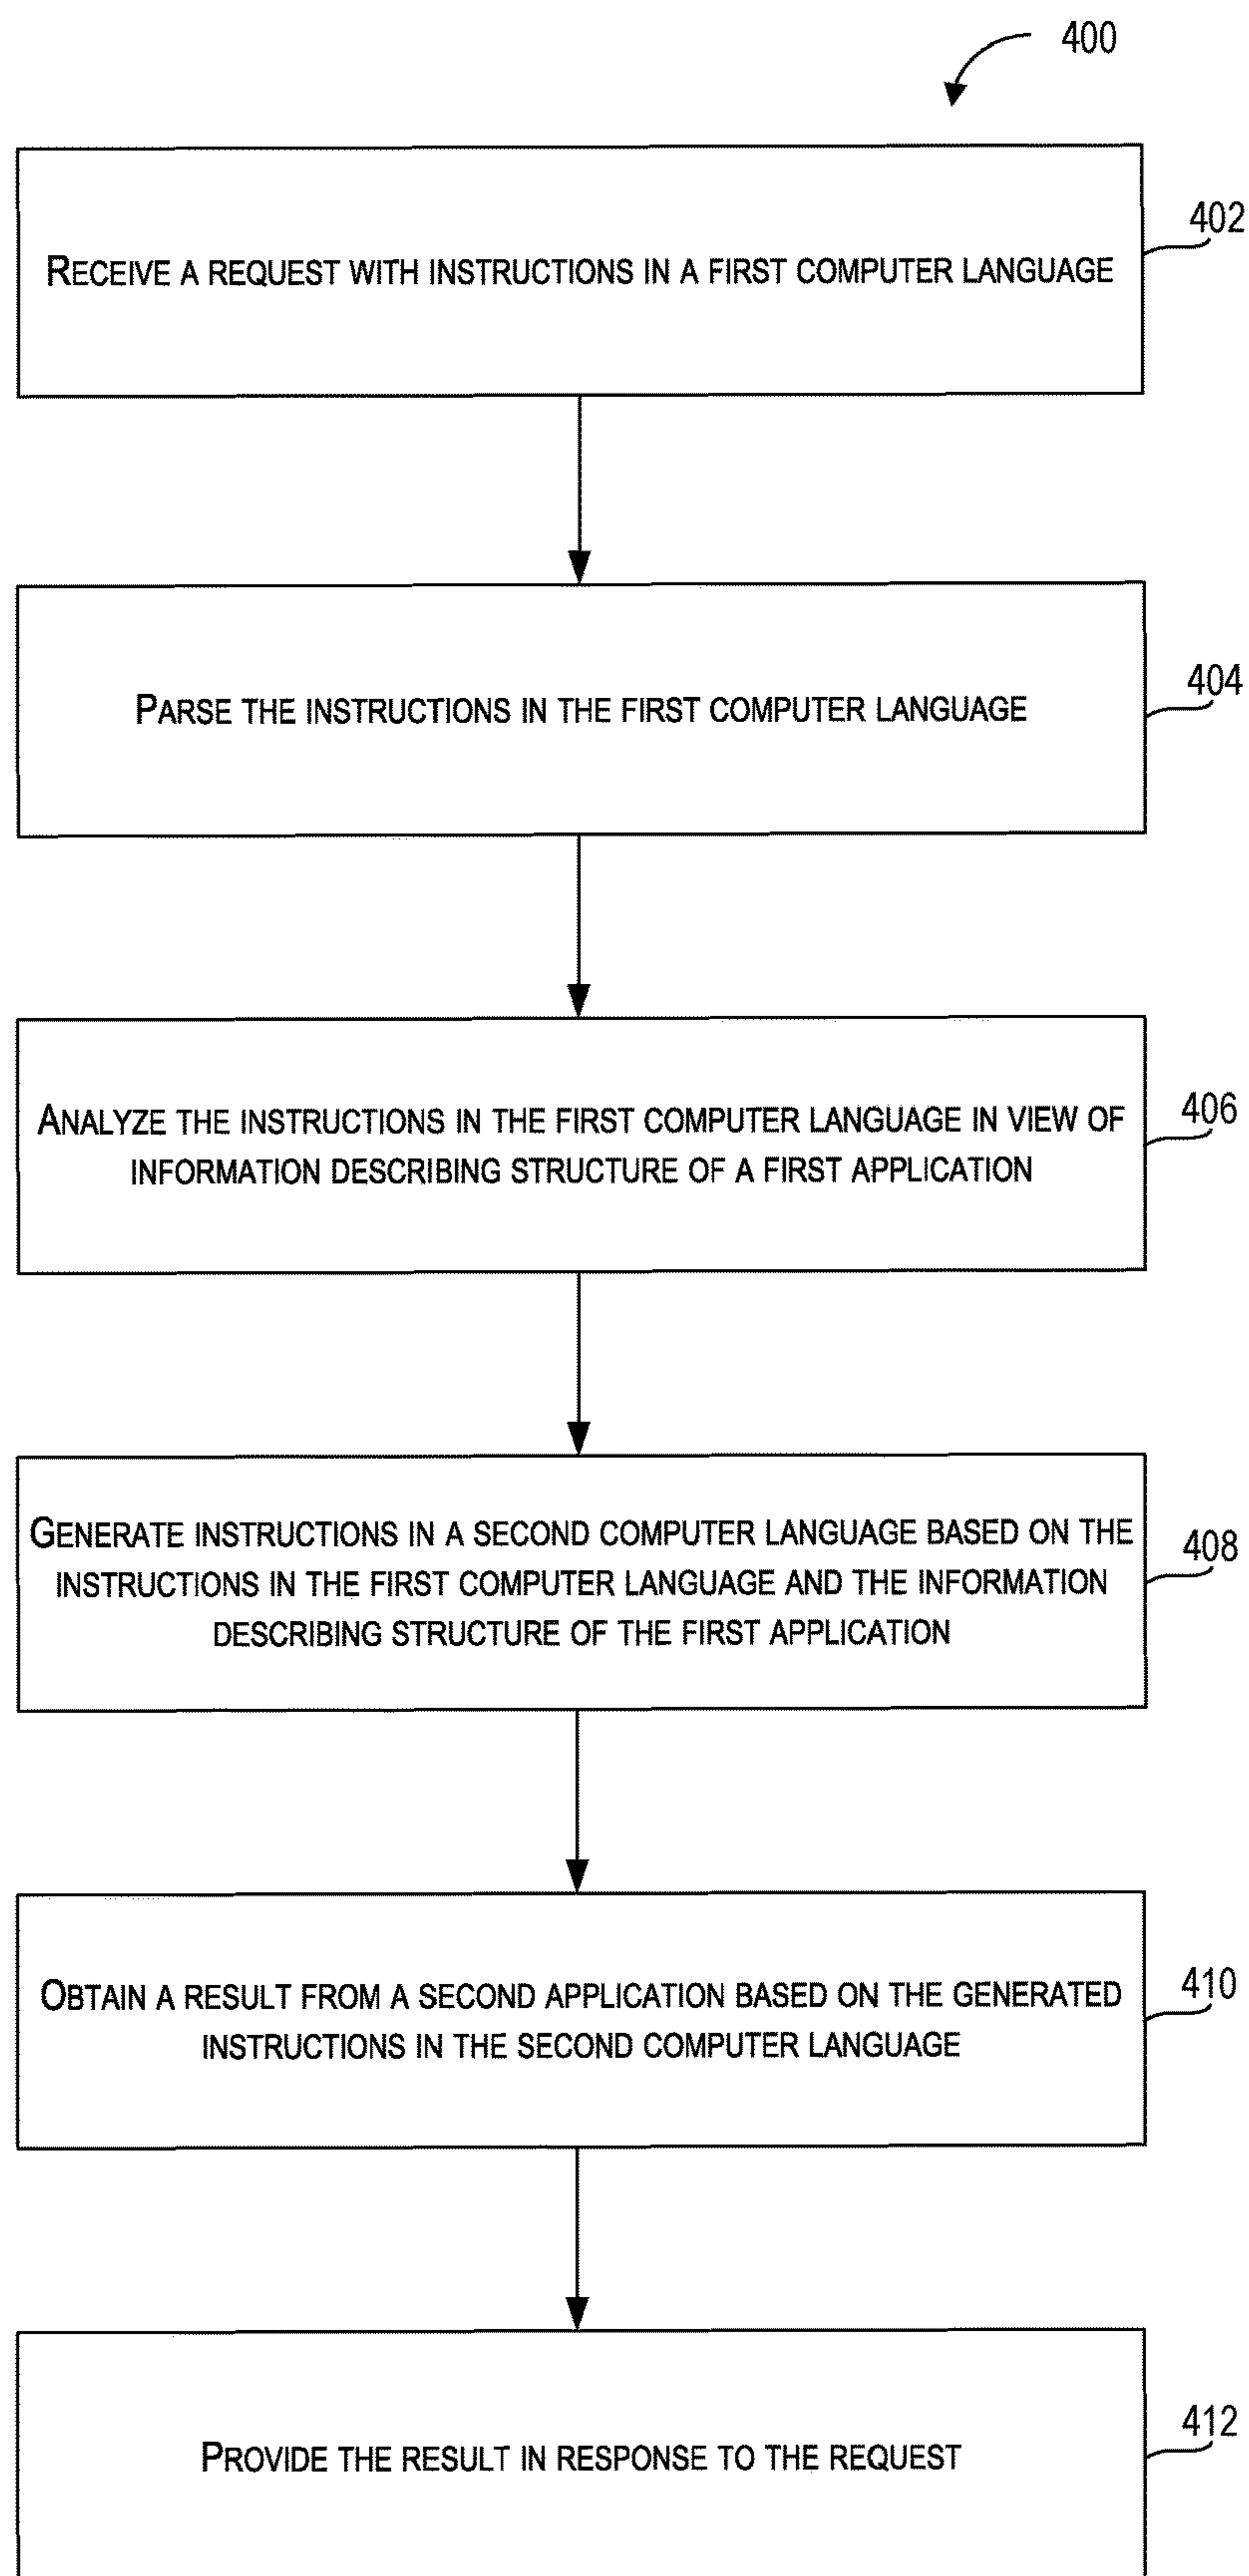 400
RECEIVE A REQUEST WITH INSTRUCTIONS IN A FIRST COMPUTER LANGUAGE
402
PARSE THE INSTRUCTIONS IN THE FIRST COMPUTER LANGUAGE
404
ANALYZE THE INSTRUCTIONS IN THE FIRST COMPUTER LANGUAGE IN VIEW OF
INFORMATION DESCRIBING STRUCTURE OF A FIRST APPLICATION
406
GENERATE INSTRUCTIONS IN A SECOND COMPUTER LANGUAGE BASED ON THE
INSTRUCTIONS IN THE FIRST COMPUTER LANGUAGE AND THE INFORMATION
DESCRIBING STRUCTURE OF THE FIRST APPLICATION
408
OBTAIN A RESULT FROM A SECOND APPLICATION BASED ON THE GENERATED
INSTRUCTIONS IN THE SECOND COMPUTER LANGUAGE
410
PROVIDE THE RESULT IN RESPONSE TO THE REQUEST
412